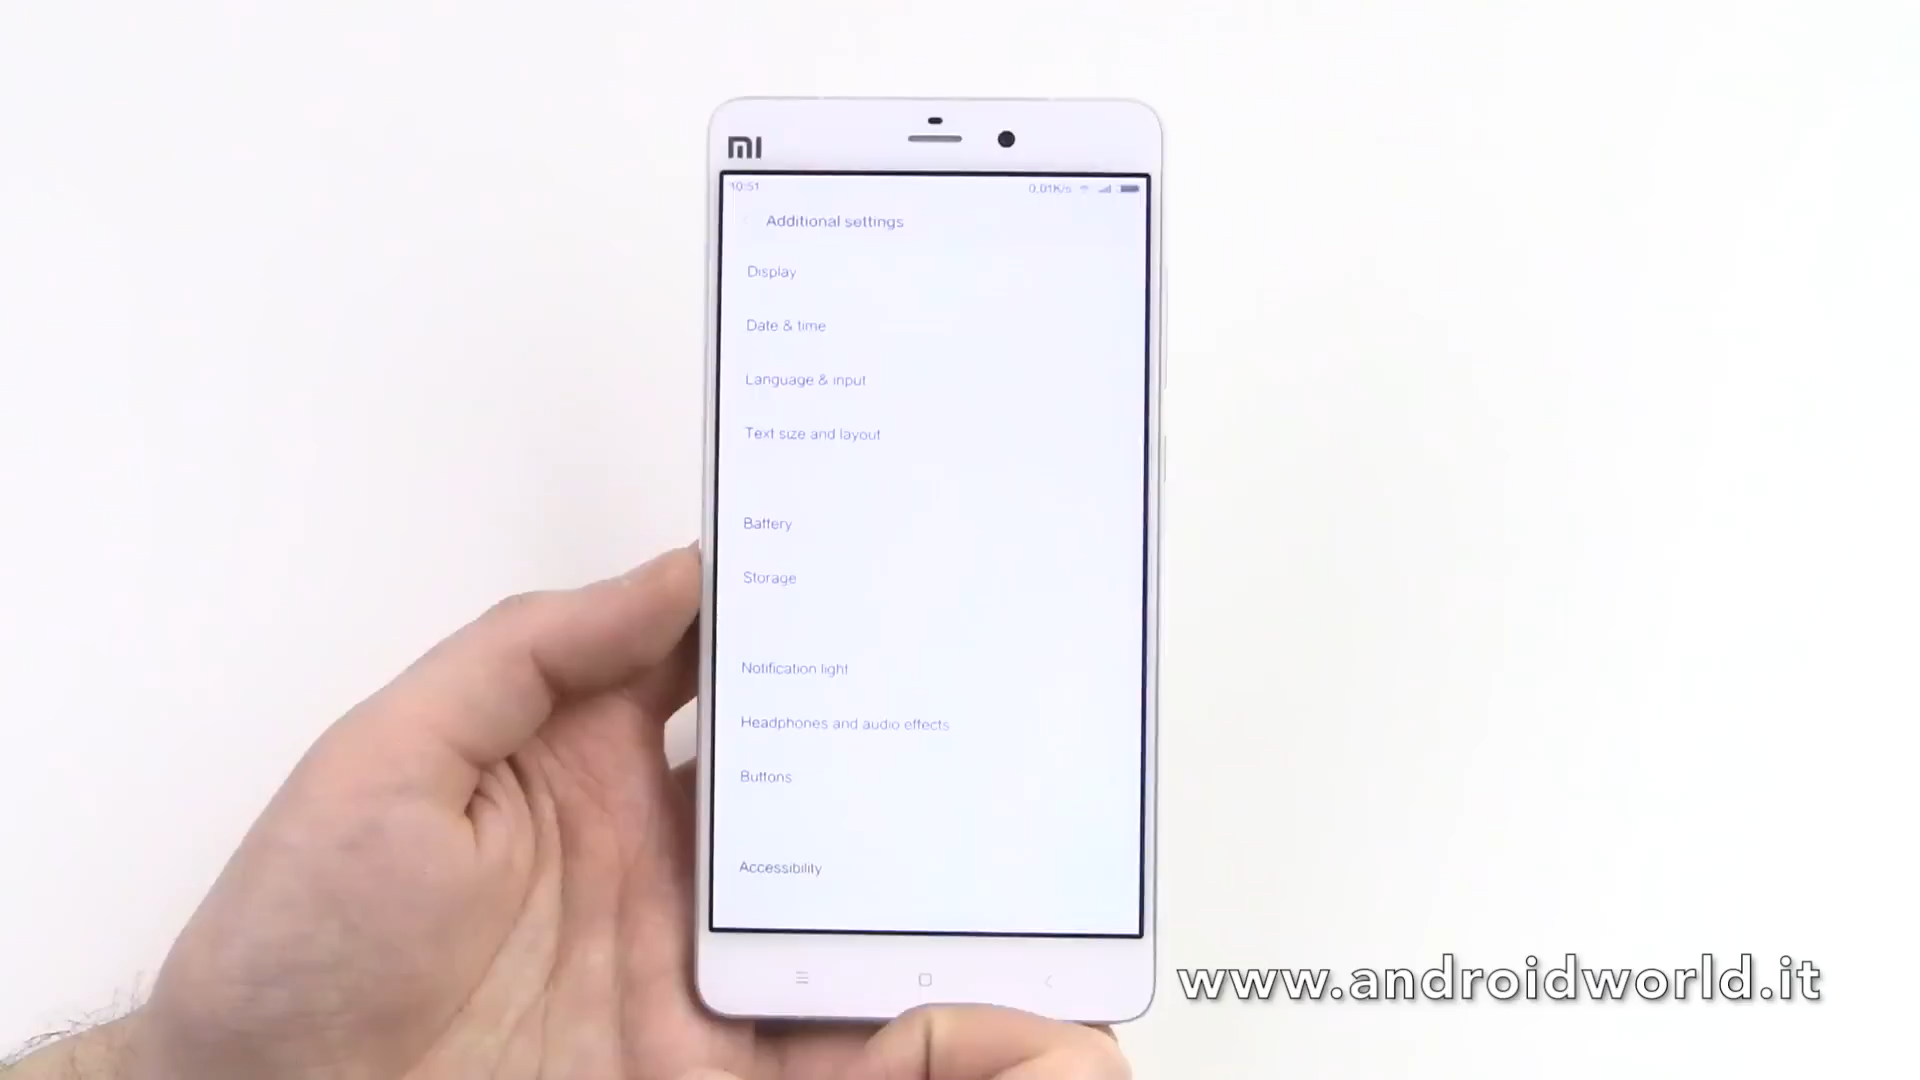 MI
10:51
0.01K/s
Additional settings
Display
Date & time
Language & input
Text size and layout
Battery
Storage
Notification light
Headphones and audio effects
Buttons
Accessibility
www.androidworld.it